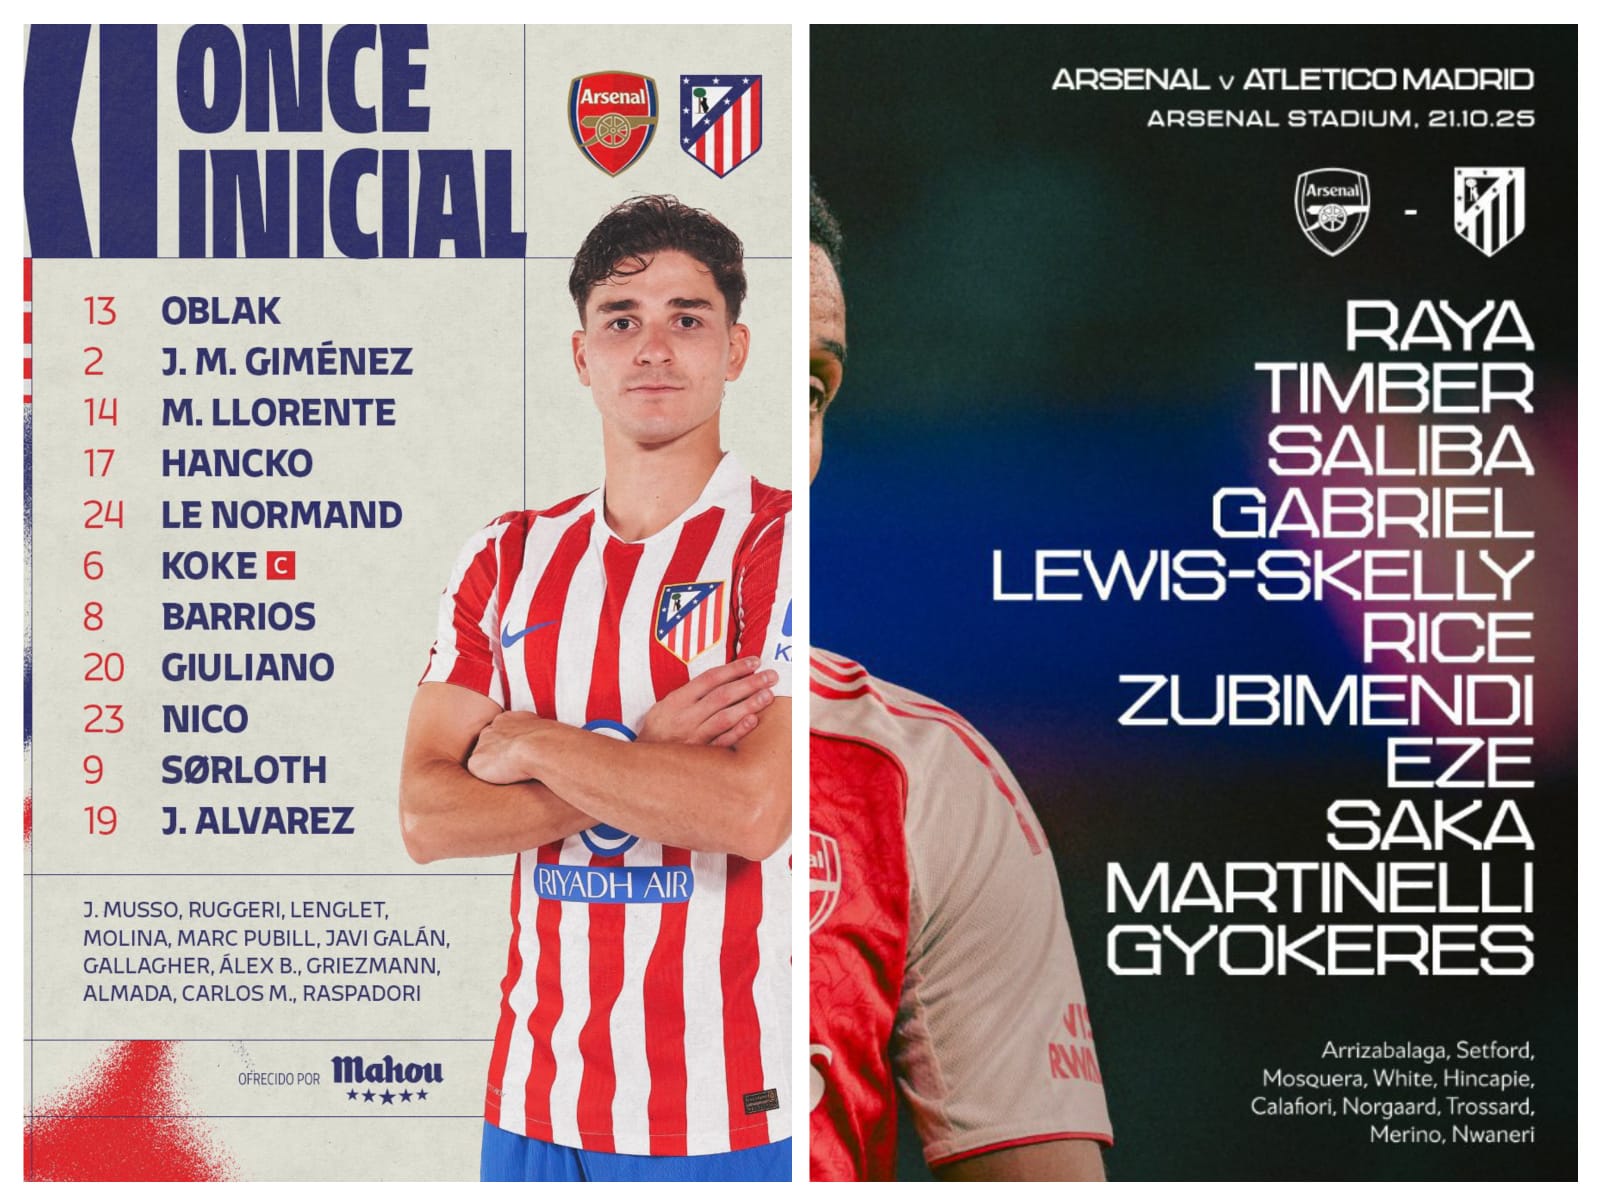 XI ONCE
INICIAL
Arsenal
13 OBLAK
2 J. M. GIMÉNEZ
14 M. LLORENTE
17 HANCKO
24 LE NORMAND
6 KOKE C
8 BARRIOS
20 GIULIANO
23 NICO
9 SØRLOTH
19 J. ALVAREZ
RIYADH AIR
J. MUSSO, RUGGERI, LENGLET,
MOLINA, MARC PUBILL, JAVI GALÁN,
GALLAGHER, ÁLEX B., GRIEZMANN,
ALMADA, CARLOS M., RASPADORI
OFRECIDO POR Mahou
ARSENAL v ATLETICO MADRID
ARSENAL STADIUM, 21.10.25
Arsenal -
RAYA
TIMBER
SALIBA
GABRIEL
LEWIS-SKELLY
RICE
ZUBIMENDI
EZE
SAKA
MARTINELLI
GYOKERES
Arrizabalaga, Setford,
Mosquera, White, Hincapie,
Calafiori, Norgaard, Trossard,
Merino, Nwaneri